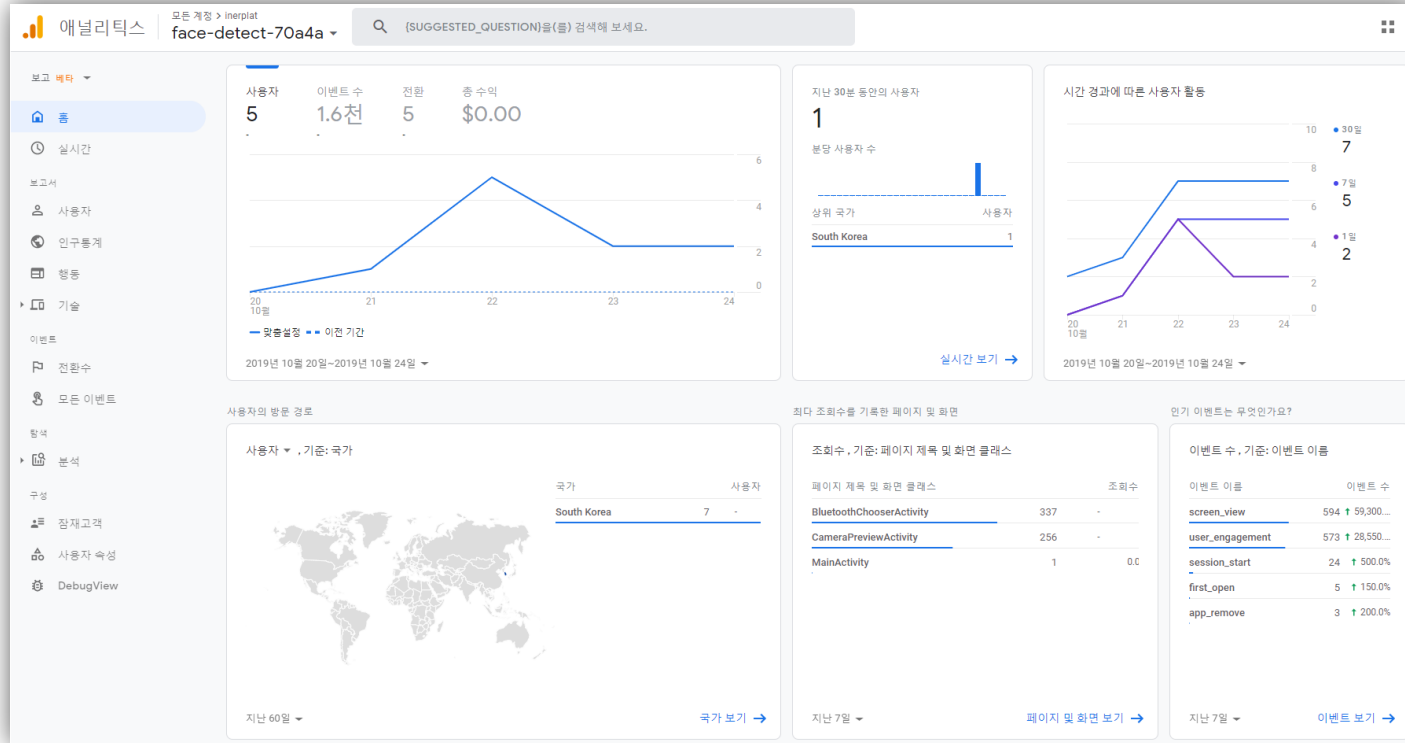 애널리틱스
모든 계정 > inerplat
face-detect-70a4a
{SUGGESTED_QUESTION}을(를) 검색해 보세요.
보고 베타
홈
실시간
보고서
사용자
인구통계
행동
기술
이벤트
전환수
모든 이벤트
탐색
분석
구성
잠재고객
사용자 속성
DebugView
사용자 이벤트 수 전환 총 수익
5 1.6천 5 $0.00
- - -
6
4
2
0
20 21 22 23 24
10월
맞춤설정 이전 기간
2019년 10월 20일~2019년 10월 24일
지난 30분 동안의 사용자
1
분당 사용자 수
상위 국가 사용자
South Korea 1
실시간 보기
시간 경과에 따른 사용자 활동
10
8
6
4
2
0
30일
7
7일
5
1일
2
20 21 22 23 24
10월
2019년 10월 20일~2019년 10월 24일
사용자의 방문 경로
사용자 , 기준: 국가
국가 사용자
South Korea 7 -
지난 60일
국가 보기
최다 조회수를 기록한 페이지 및 화면
조회수 , 기준: 페이지 제목 및 화면 클래스
페이지 제목 및 화면 클래스 조회수
BluetoothChooserActivity 337 -
CameraPreviewActivity 256 -
MainActivity 1 0.0
지난 7일
페이지 및 화면 보기
인기 이벤트는 무엇인가요?
이벤트 수 , 기준: 이벤트 이름
이벤트 이름 이벤트 수
screen_view 594 ↑ 59,300....
user_engagement 573 ↑ 28,550....
session_start 24 ↑ 500.0%
first_open 5 ↑ 150.0%
app_remove 3 ↑ 200.0%
지난 7일
이벤트 보기